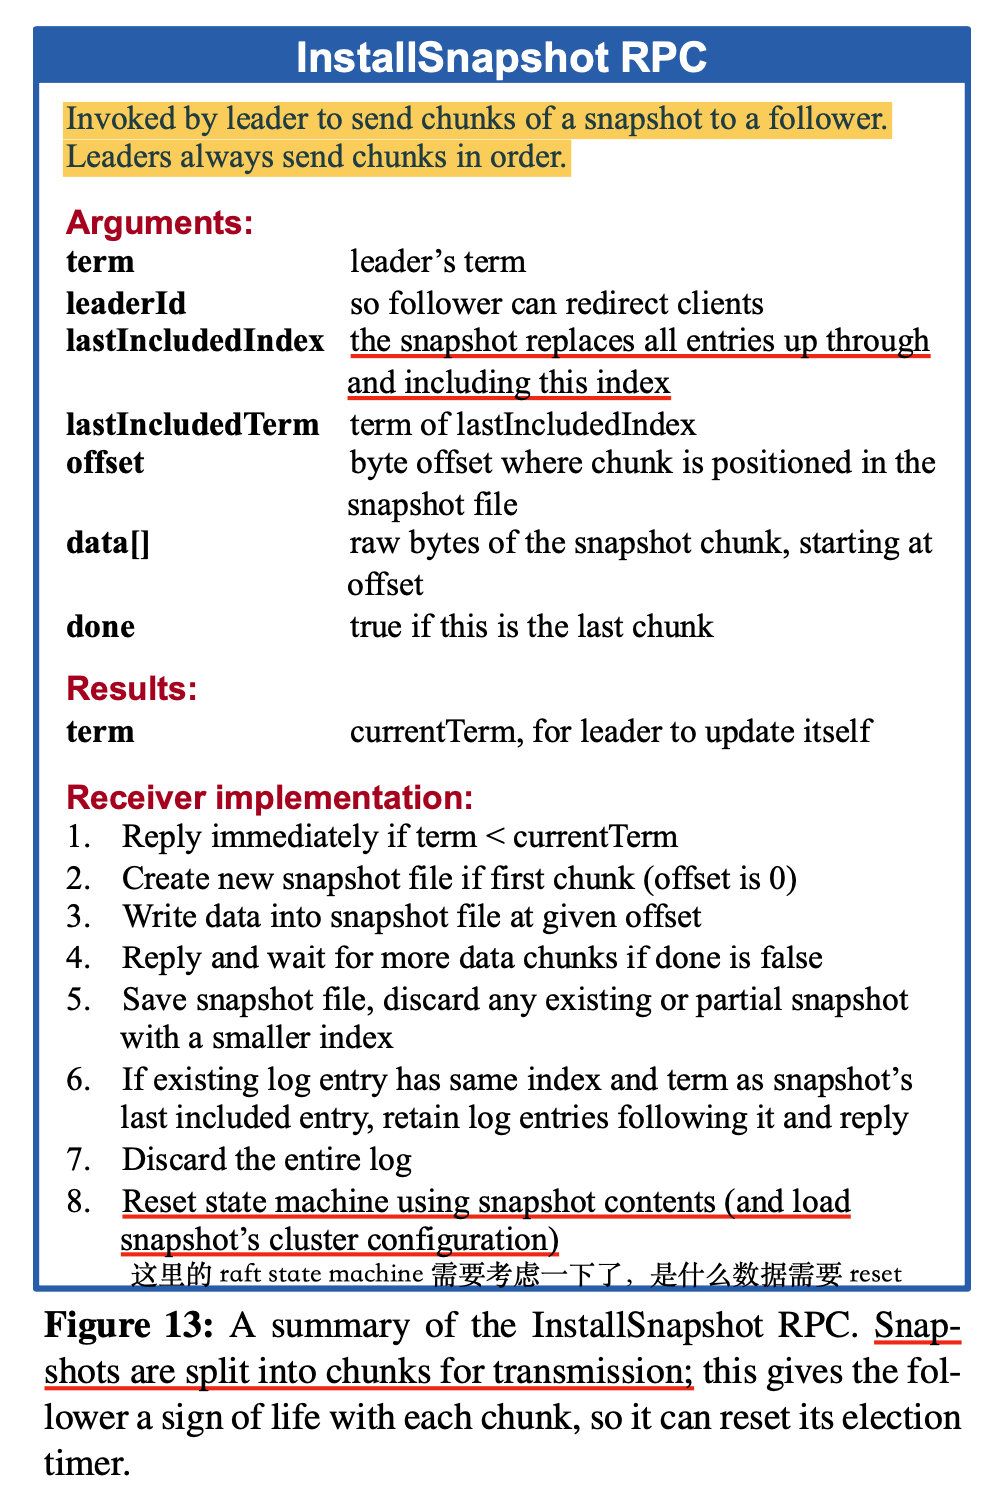 InstallSnapshot RPC
Invoked by leader to send chunks of a snapshot to a follower.
Leaders always send chunks in order.
Arguments:
term leader’s term
leaderId so follower can redirect clients
lastIncludedIndex the snapshot replaces all entries up through
and including this index
lastIncludedTerm term of lastIncludedIndex
offset byte offset where chunk is positioned in the
snapshot file
data[] raw bytes of the snapshot chunk, starting at
offset
done true if this is the last chunk
Results:
term currentTerm, for leader to update itself
Receiver implementation:
1. Reply immediately if term < currentTerm
2. Create new snapshot file if first chunk (offset is 0)
3. Write data into snapshot file at given offset
4. Reply and wait for more data chunks if done is false
5. Save snapshot file, discard any existing or partial snapshot
with a smaller index
6. If existing log entry has same index and term as snapshot’s
last included entry, retain log entries following it and reply
7. Discard the entire log
8. Reset state machine using snapshot contents (and load
snapshot’s cluster configuration)
这里的 raft state machine 需要考虑一下了，是什么数据需要 reset
Figure 13: A summary of the InstallSnapshot RPC. Snap-
shots are split into chunks for transmission; this gives the fol-
lower a sign of life with each chunk, so it can reset its election
timer.